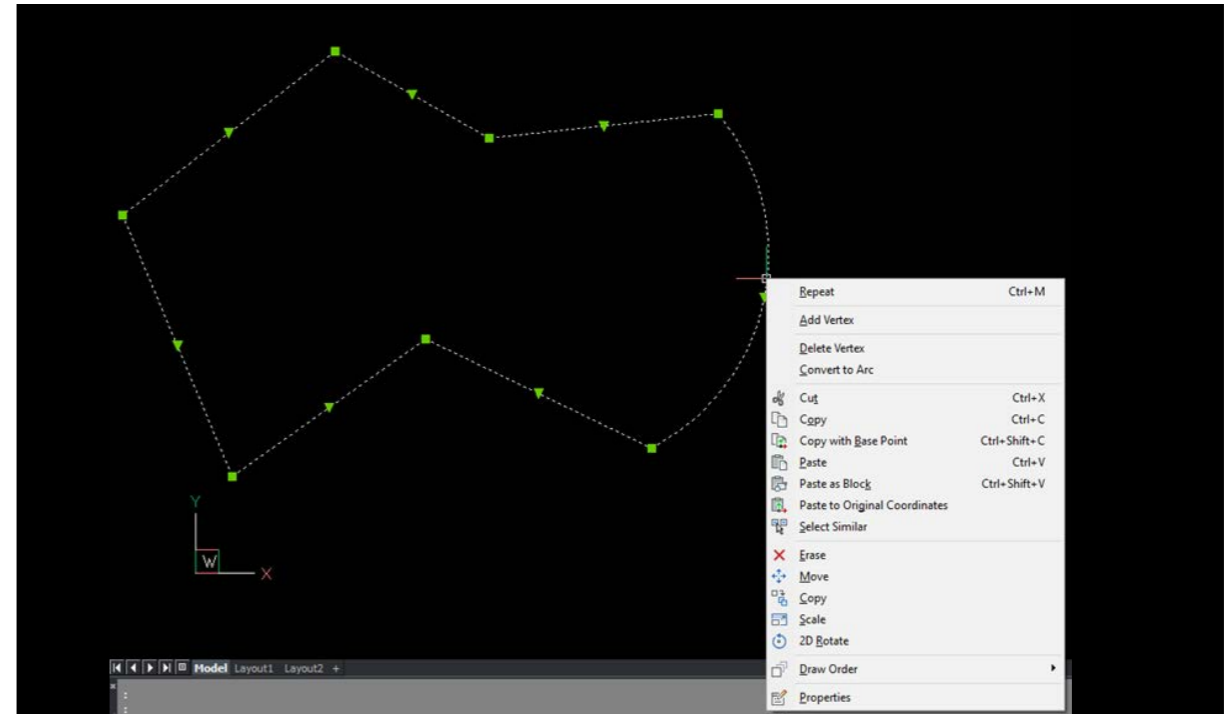 Repeat Ctrl+M
Add Vertex
Delete Vertex
Convert to Arc
Cut Ctrl+X
Copy Ctrl+C
Copy with Base Point Ctrl+Shift+C
Paste Ctrl+V
Paste as Block Ctrl+Shift+V
Paste to Original Coordinates
Select Similar
Y
W
X
Erase
Move
Copy
Scale
2D Rotate
Model Layout1 Layout2 +
Draw Order
:
:
Properties